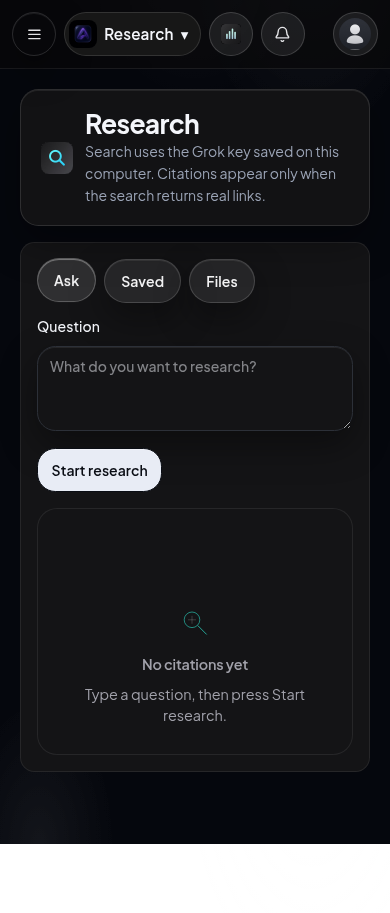 Research ▾
Research
Search uses the Grok key saved on this
computer. Citations appear only when
the search returns real links.
Ask
Saved
Files
Question
What do you want to research?
Start research
No citations yet
Type a question, then press Start
research.